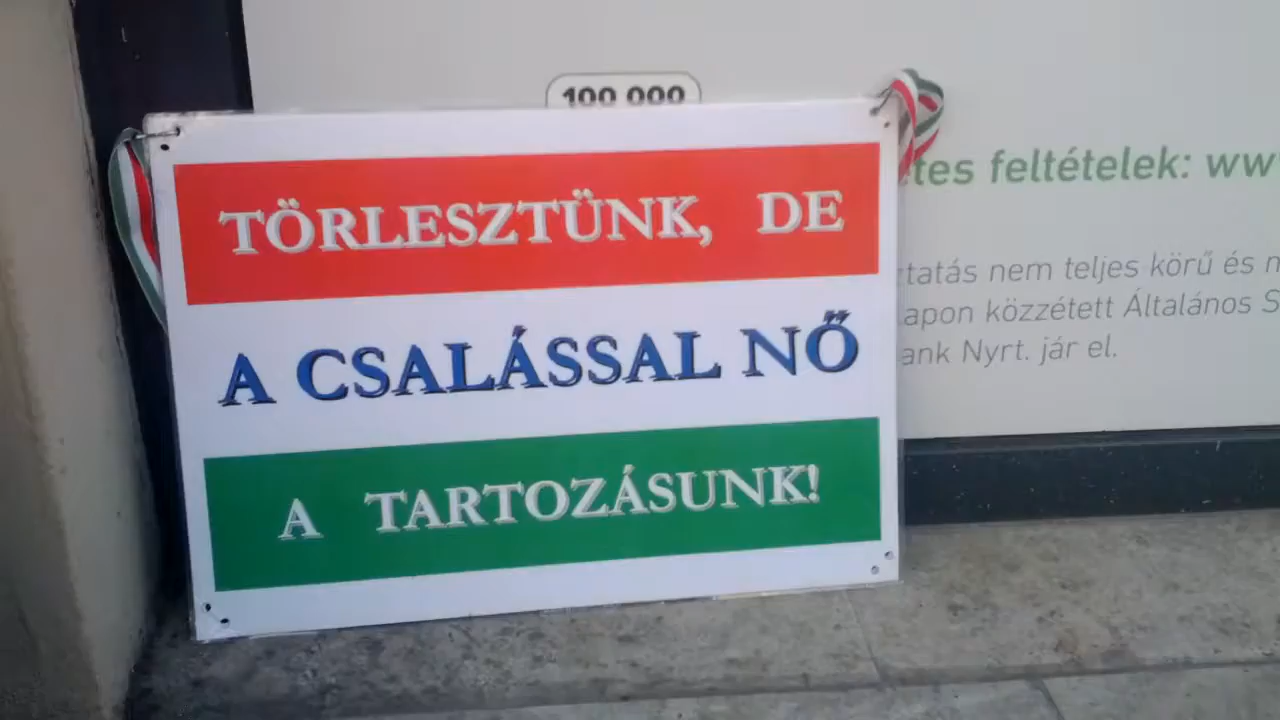 100 000
TÖRLESZTÜNK, DE
A CSALÁSSAL NŐ
A TARTOZÁSUNK!
feltételek:
nem teljes körű és
közzétett Általános
Nyrt. jár el.